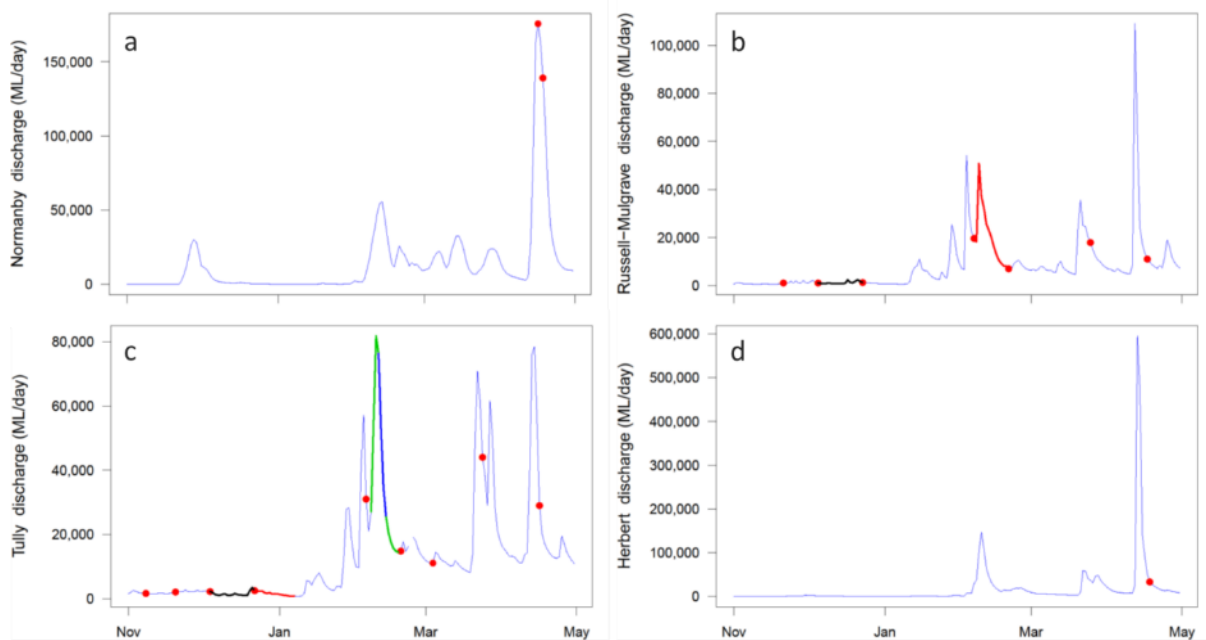 a
Normanby discharge (ML/day)
150,000
100,000
50,000
0
b
Russell−Mulgrave discharge (ML/day)
100,000
80,000
60,000
40,000
20,000
0
c
Tully discharge (ML/day)
80,000
60,000
40,000
20,000
0
Nov Jan Mar May
d
Herbert discharge (ML/day)
600,000
500,000
400,000
300,000
200,000
100,000
0
Nov Jan Mar May